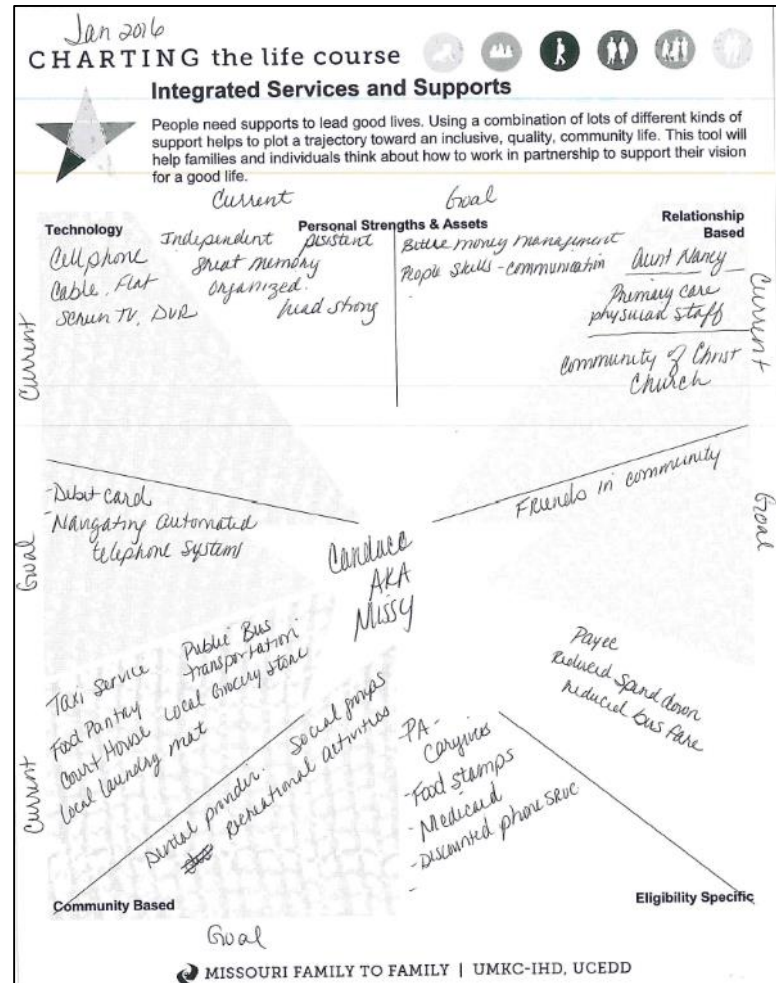 Jan 2016
CHARTING the life course
Integrated Services and Supports
People need supports to lead good lives. Using a combination of lots of different kinds of
support helps to plot a trajectory toward an inclusive, quality, community life. This tool will
help families and individuals think about how to work in partnership to support their vision
for a good life.
Current
Goal
Technology
Cell phone
Cable, Flat
Screen TV, DVR
Current
Personal Strengths & Assets
Independent
great memory
organized.
head strong
Better money management
People skills - communication
Relationship
Based
Aunt Nancy
Primary care
physician staff
Community of Christ
Church
Current
-Debit card
-Navigating automated
telephone systems
Goal
Friends in community
Goal
Candace
AKA
Missy
Taxi Service
Food Pantry
Court House
Local laundry mat
Public Bus
transportation
Local Grocery Store
Current
Dental provider.
Social groups
Recreational activities
Community Based
Goal
Payee
Reduced spend down
reduced bus fare
PA-
Caregivers
-Food stamps
-Medicaid
-Discounted phone
Eligibility Specific
MISSOURI FAMILY TO FAMILY | UMKC-IHD, UCEDD